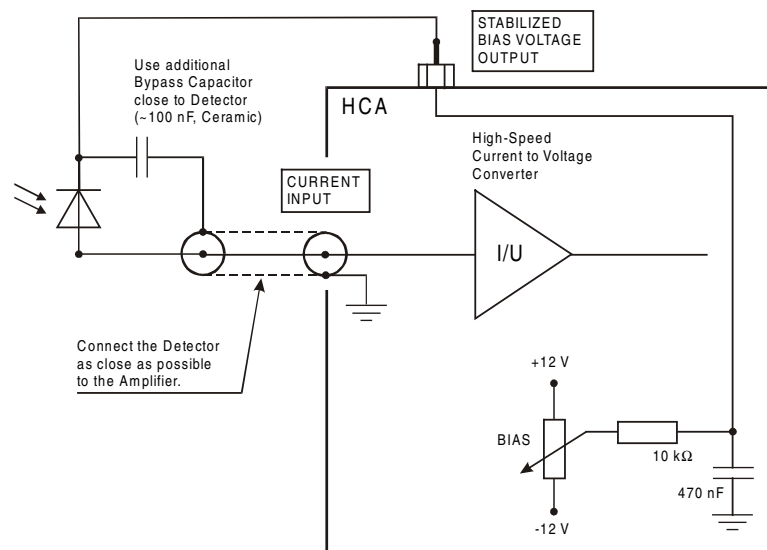 STABILIZED
BIAS VOLTAGE
OUTPUT
Use additional
Bypass Capacitor
close to Detector
(~100 nF, Ceramic)
HCA
High-Speed
Current to Voltage
Converter
CURRENT
INPUT
I/U
Connect the Detector
as close as possible
to the Amplifier.
+12 V
BIAS
10 kΩ
470 nF
-12 V